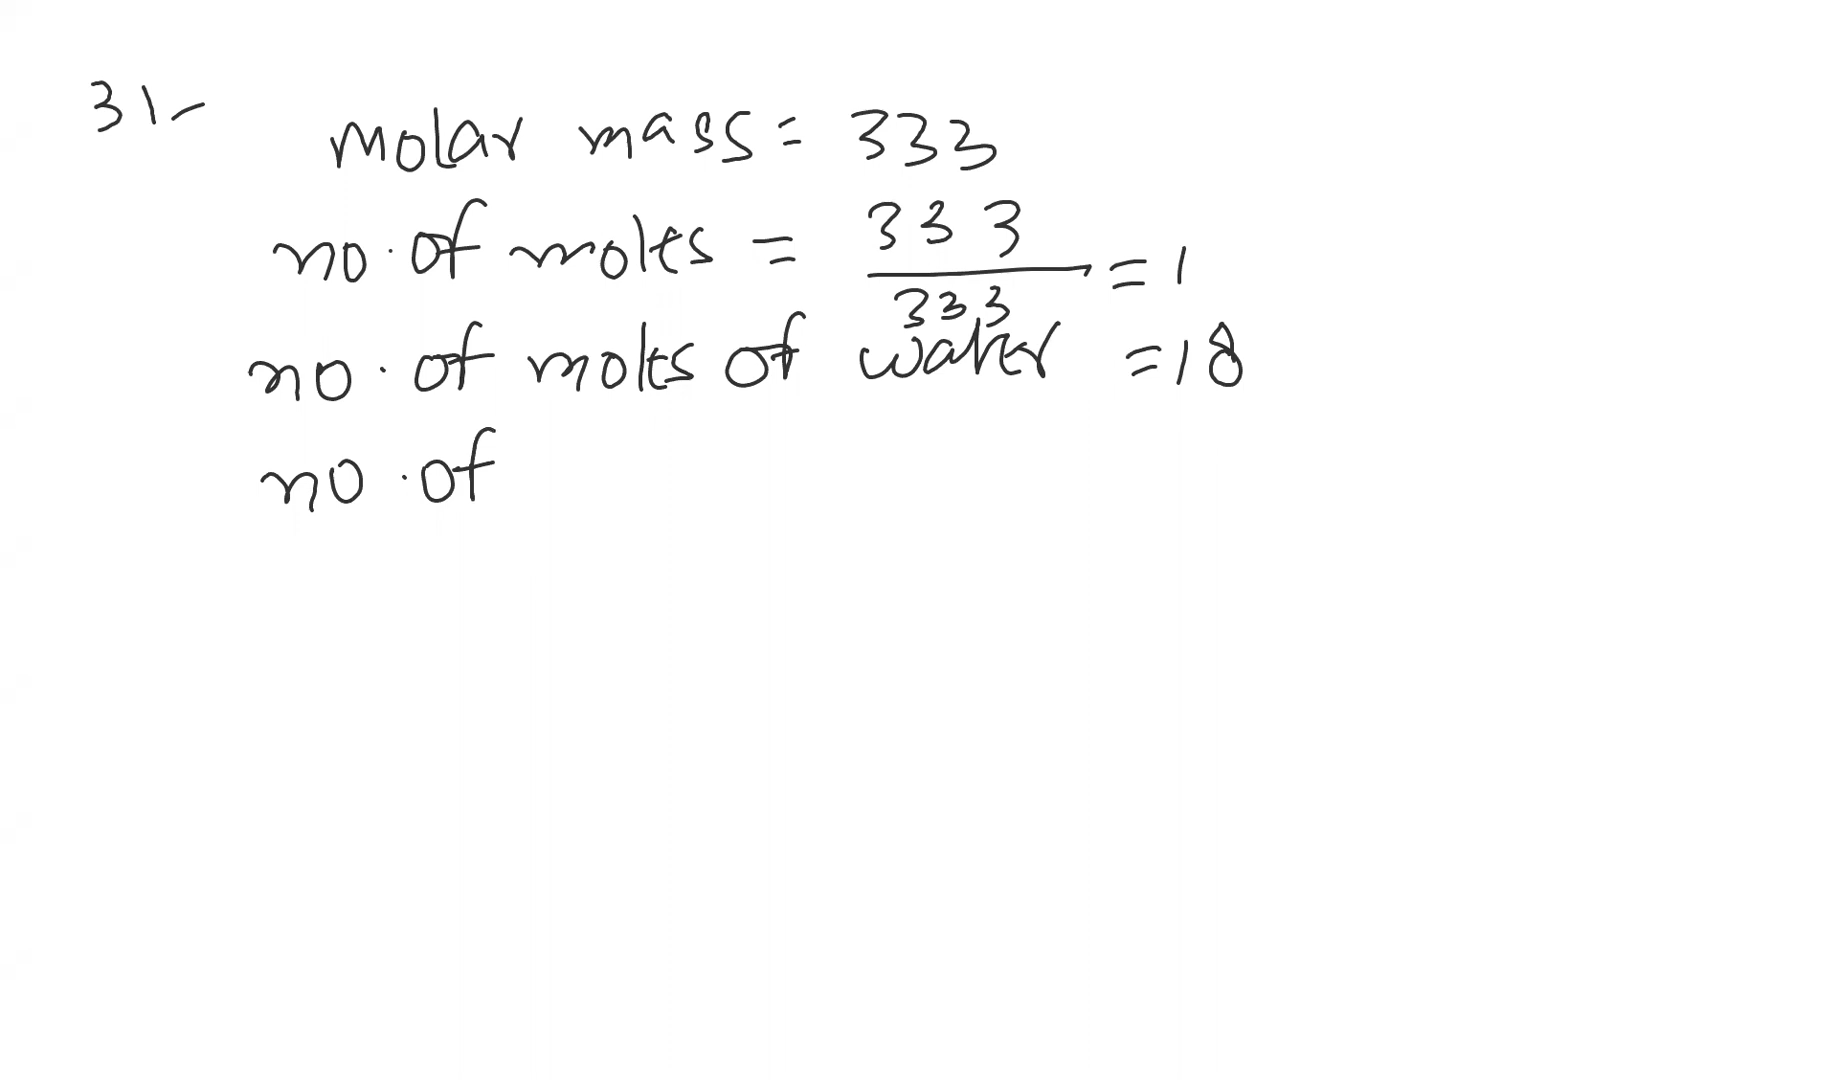 31-
molar mass = 333
no. of moles = 333/333 = 1
no. of moles of water = 18
no. of